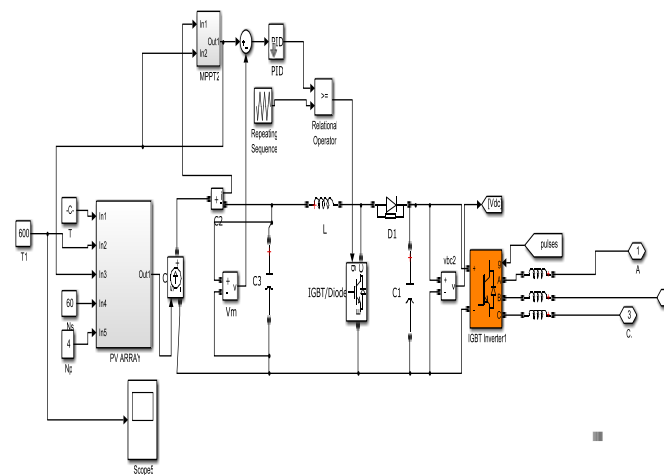 In1
In2
Out1
MPPT2
PID
PID
>=
Relational
Operator
Repeating
Sequence
-C-
T
600
T1
60
Ns
4
Np
In1
In2
In3
In4
In5
Out1
PV ARRAY
C2
v
Vm
C3
L
IGBT/Diode
D1
C1
vbc2
v
[Vdc
pulses
g
A
B
C
IGBT Inverter1
1
A
3
C.
Scope6